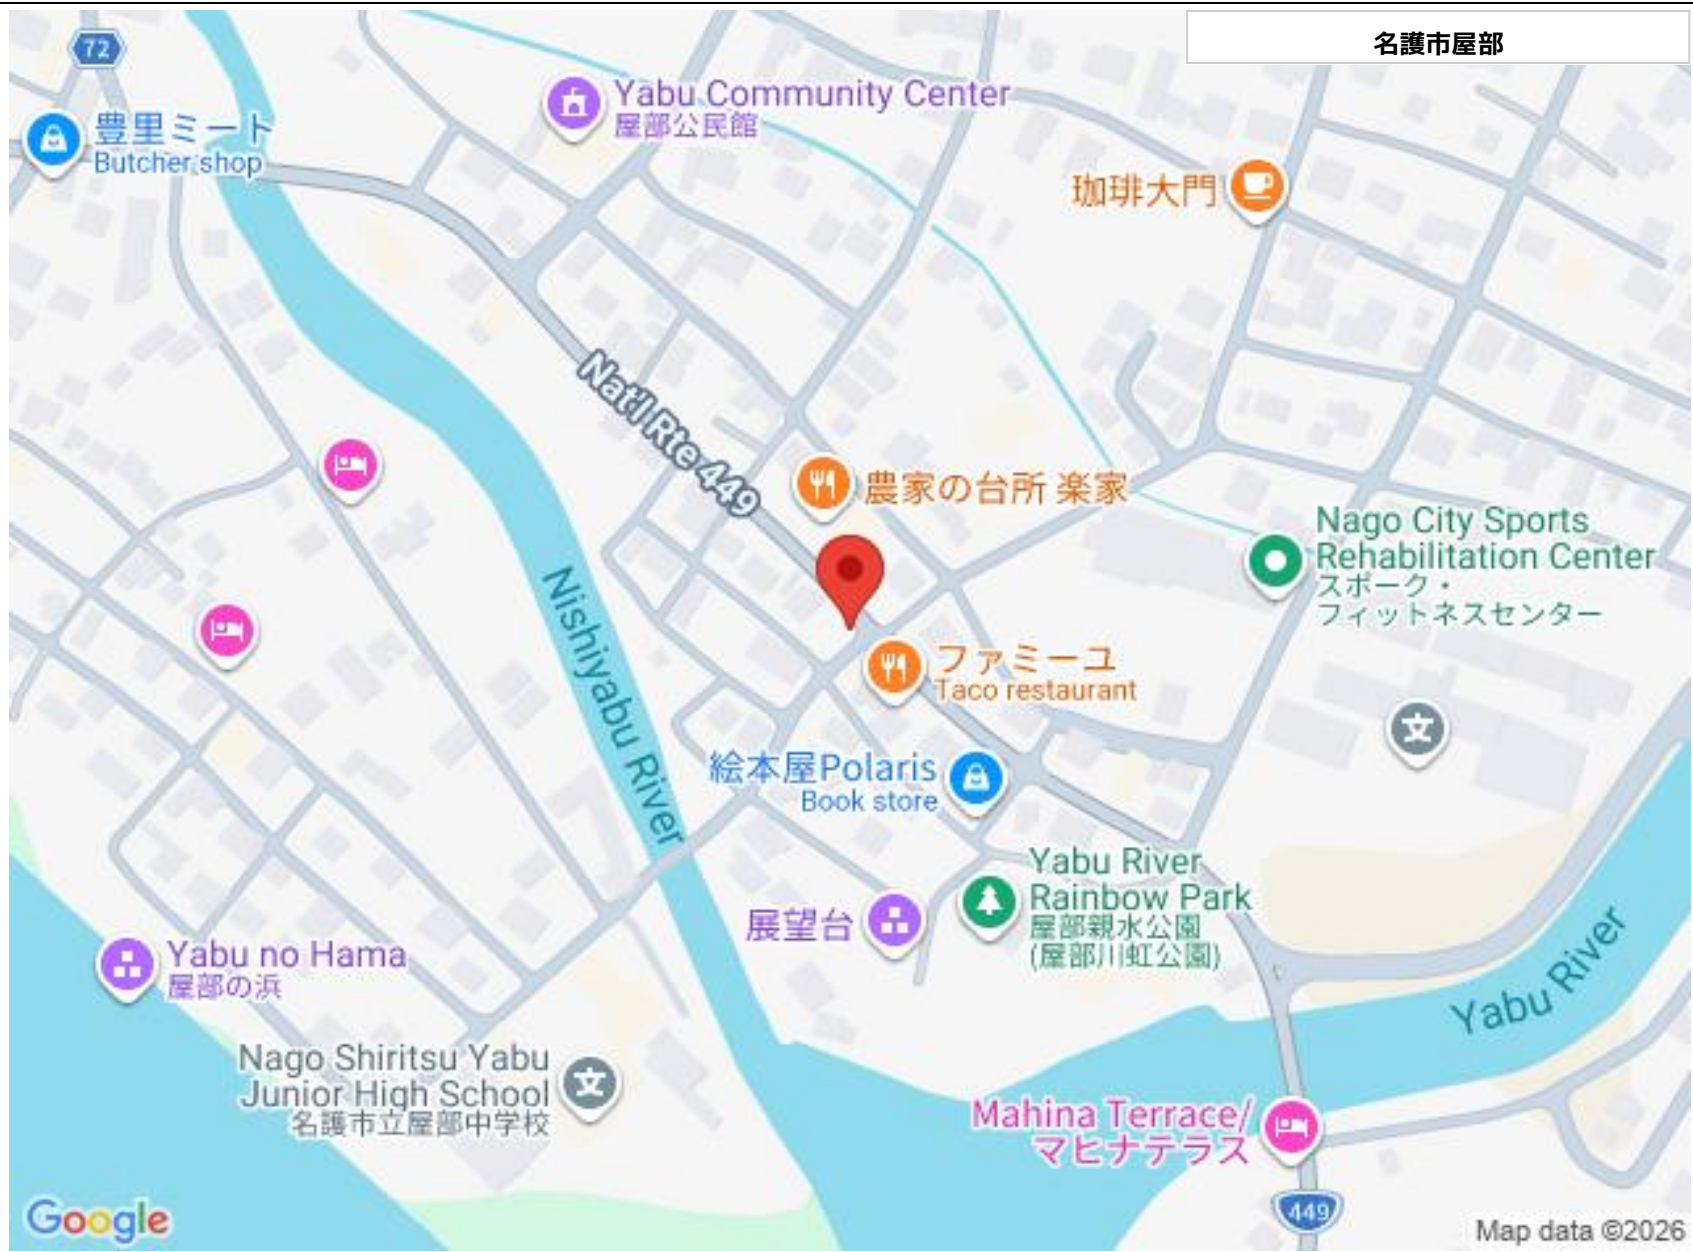 名護市屋部
72
Yabu Community Center
屋部公民館
豊里ミート
Butcher shop
珈琲大門
Nat'l Rte 449
農家の台所 楽家
Nago City Sports
Rehabilitation Center
スポーク・
フィットネスセンター
Nishiyabu River
ファミーユ
Taco restaurant
文
絵本屋Polaris
Book store
Yabu River
Rainbow Park
屋部親水公園
(屋部川虹公園)
展望台
Yabu no Hama
屋部の浜
Yabu River
Nago Shiritsu Yabu
Junior High School
名護市立屋部中学校
文
Mahina Terrace/
マヒナテラス
449
Google
Map data ©2026